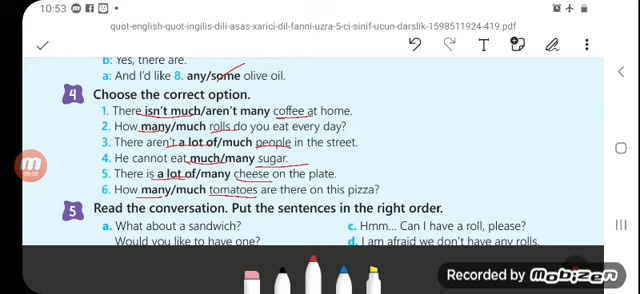 10:53
quot-english-quot-ingilis-dili-asas-xarici-dil-fanni-uzra-5-ci-sinif-ucun-darslik-1598511924-419.pdf
b: Yes, there are.
a: And I'd like 8. any/some olive oil.
4 Choose the correct option.
1. There isn't much/aren't many coffee at home.
2. How many/much rolls do you eat every day?
3. There aren't a lot of/much people in the street.
4. He cannot eat much/many sugar.
5. There is a lot of/many cheese on the plate.
6. How many/much tomatoes are there on this pizza?
5 Read the conversation. Put the sentences in the right order.
a. What about a sandwich?
Would you like to have one?
c. Hmm... Can I have a roll, please?
d. I am afraid we don't have any rolls.
Recorded by
Mobizen